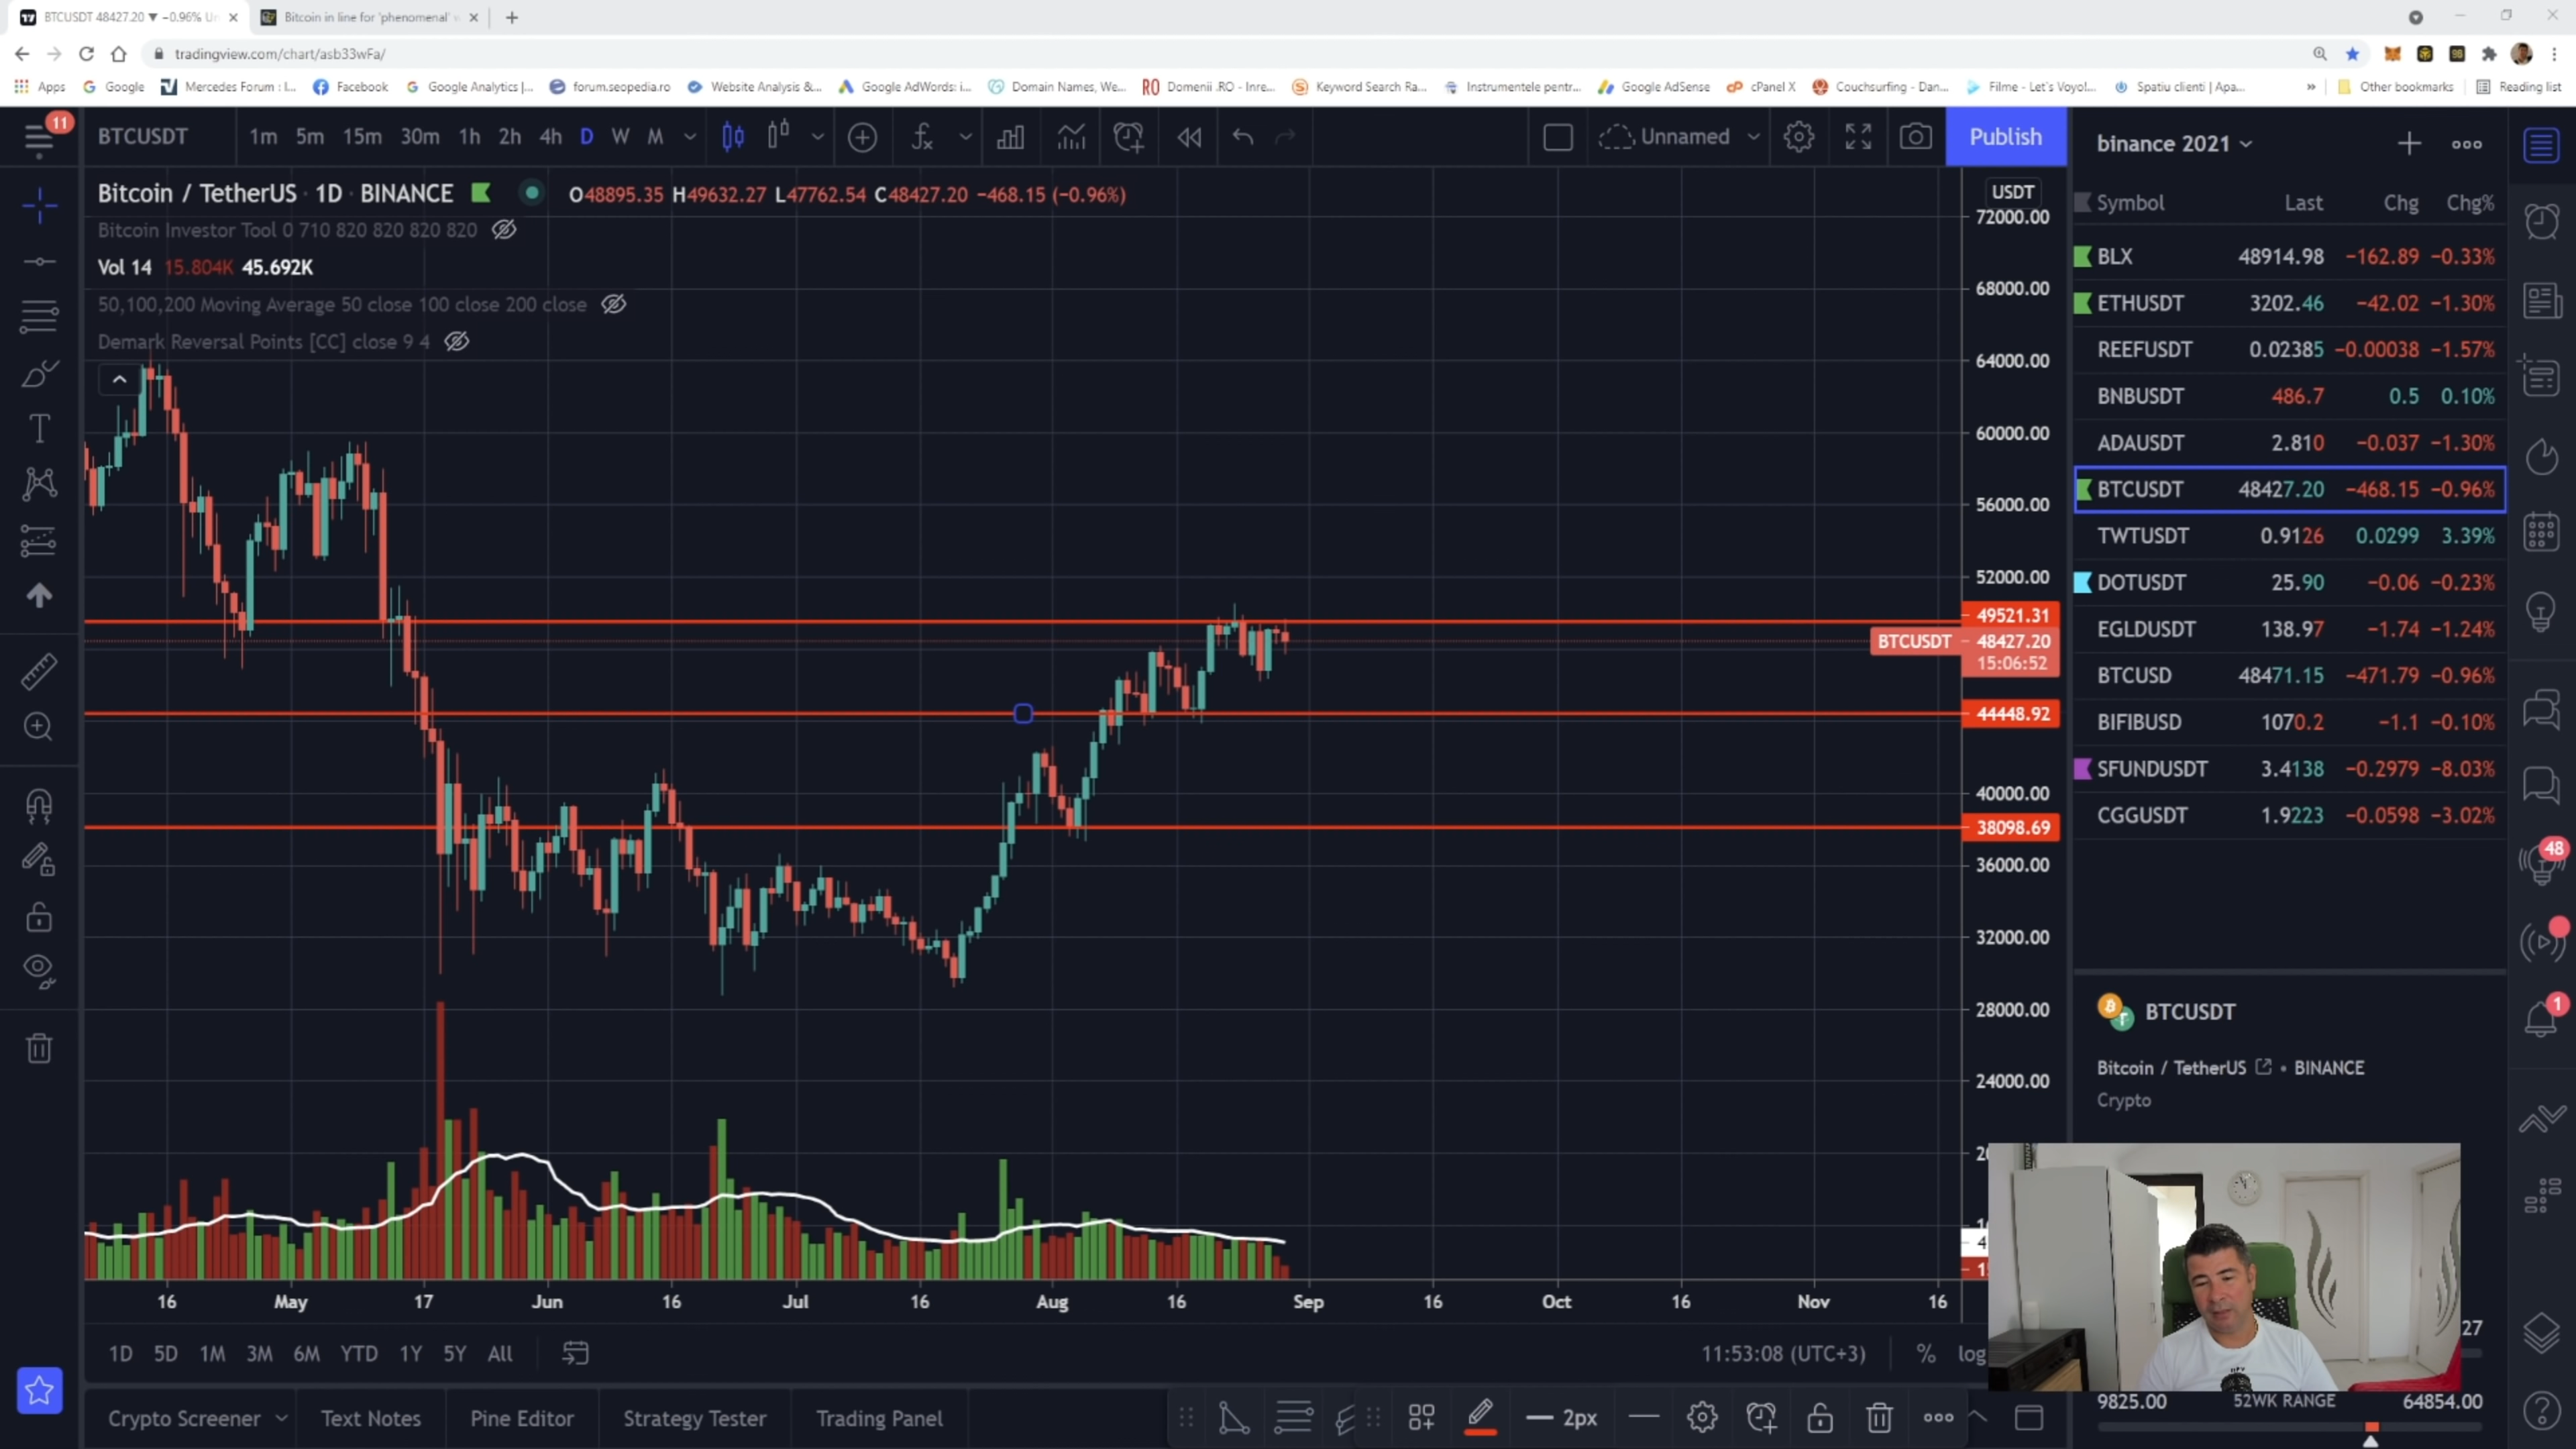 BTCUSDT 48427.20 ▼ −0.96% Un
Bitcoin in line for 'phenomenal'
tradingview.com/chart/asb33wFa/
Apps Google Mercedes Forum : I... Facebook Google Analytics |... forum.seopedia.ro Website Analysis &... Google AdWords: i... Domain Names, We... Domenii .RO - Inre... Keyword Search Ra... Instrumentele pentr... Google AdSense cPanel X Couchsurfing - Dan... Filme - Let's Voyo!... Spatiu clienti | Apa... » Other bookmarks Reading list
11
BTCUSDT 1m 5m 15m 30m 1h 2h 4h D W M Unnamed Publish
Bitcoin / TetherUS · 1D · BINANCE O48895.35 H49632.27 L47762.54 C48427.20 −468.15 (−0.96%)
Bitcoin Investor Tool 0 710 820 820 820 820
Vol 14 15.804K 45.692K
50,100,200 Moving Average 50 close 100 close 200 close
Demark Reversal Points [CC] close 9 4
USDT
72000.00
68000.00
64000.00
60000.00
56000.00
52000.00
49521.31
BTCUSDT 48427.20
15:06:52
44448.92
40000.00
38098.69
36000.00
32000.00
28000.00
24000.00
16 May 17 Jun 16 Jul 16 Aug 16 Sep 16 Oct 16 Nov 16
1D 5D 1M 3M 6M YTD 1Y 5Y All 11:53:08 (UTC+3) % log
Crypto Screener Text Notes Pine Editor Strategy Tester Trading Panel 2px
binance 2021
Symbol Last Chg Chg%
BLX 48914.98 −162.89 −0.33%
ETHUSDT 3202.46 −42.02 −1.30%
REEFUSDT 0.02385 −0.00038 −1.57%
BNBUSDT 486.7 0.5 0.10%
ADAUSDT 2.810 −0.037 −1.30%
BTCUSDT 48427.20 −468.15 −0.96%
TWTUSDT 0.9126 0.0299 3.39%
DOTUSDT 25.90 −0.06 −0.23%
EGLDUSDT 138.97 −1.74 −1.24%
BTCUSD 48471.15 −471.79 −0.96%
BIFIBUSD 1070.2 −1.1 −0.10%
SFUNDUSDT 3.4138 −0.2979 −8.03%
CGGUSDT 1.9223 −0.0598 −3.02%
48
1
BTCUSDT
Bitcoin / TetherUS • BINANCE
Crypto
27
9825.00 52WK RANGE 64854.00